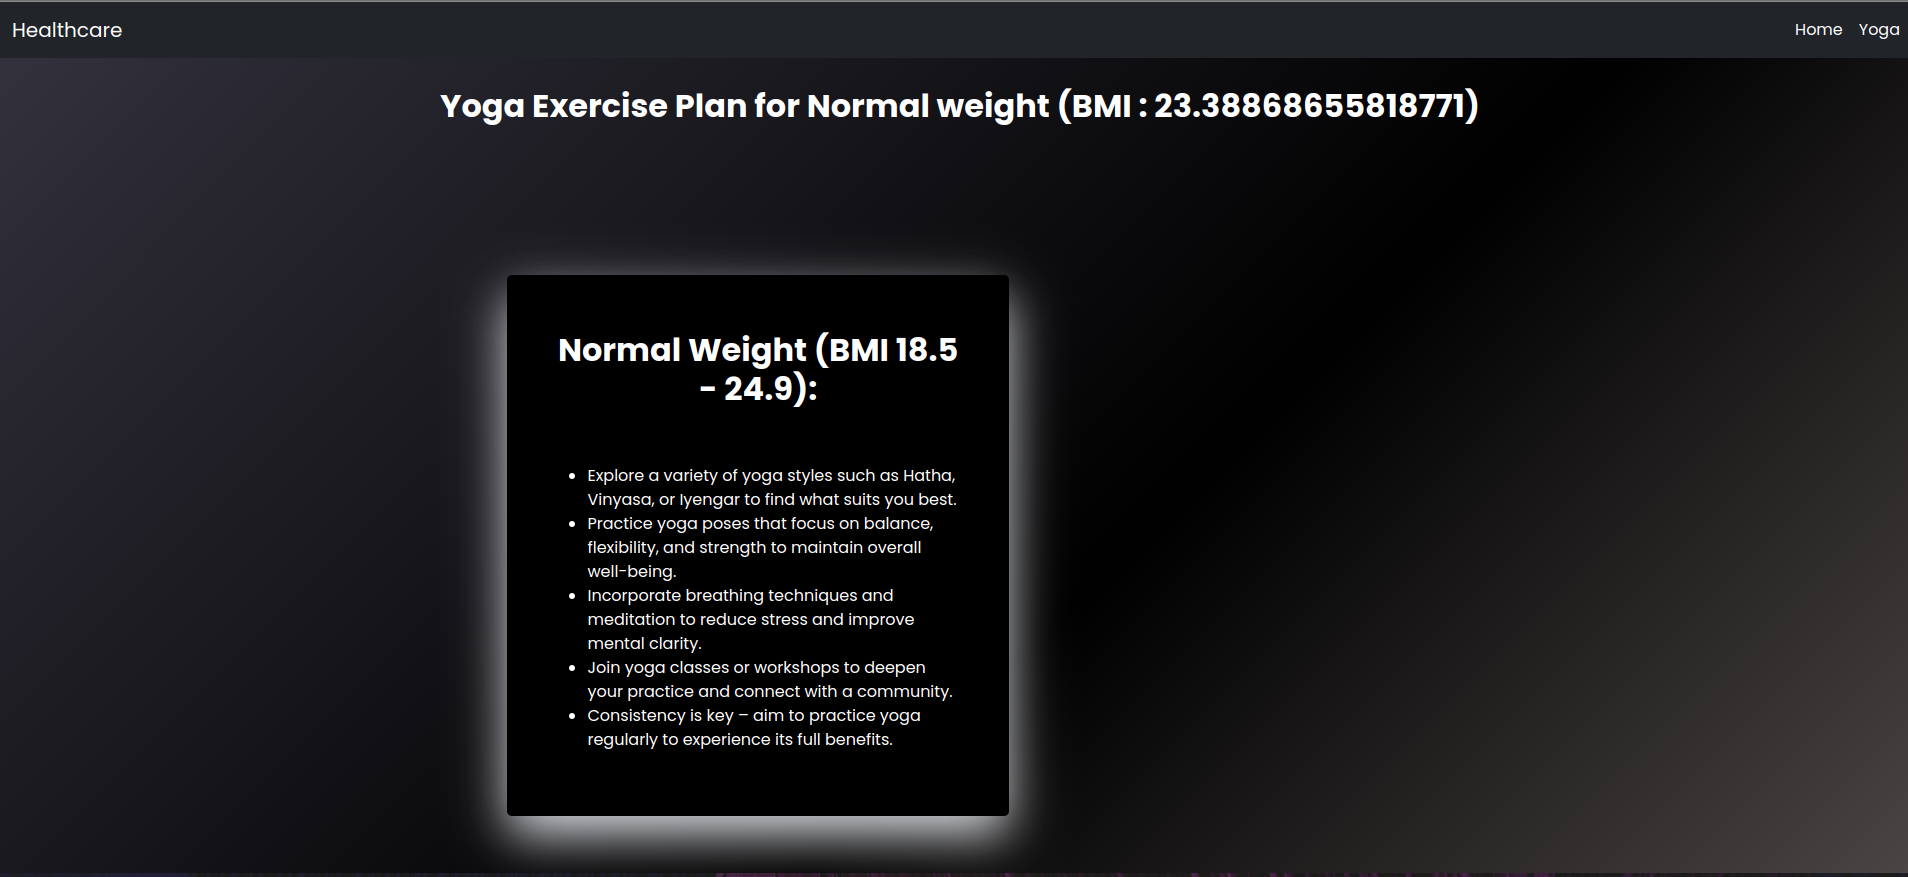 Healthcare
Home Yoga
Yoga Exercise Plan for Normal weight (BMI : 23.38868655818771)
Normal Weight (BMI 18.5
- 24.9):
• Explore a variety of yoga styles such as Hatha,
Vinyasa, or Iyengar to find what suits you best.
• Practice yoga poses that focus on balance,
flexibility, and strength to maintain overall
well-being.
• Incorporate breathing techniques and
meditation to reduce stress and improve
mental clarity.
• Join yoga classes or workshops to deepen
your practice and connect with a community.
• Consistency is key – aim to practice yoga
regularly to experience its full benefits.